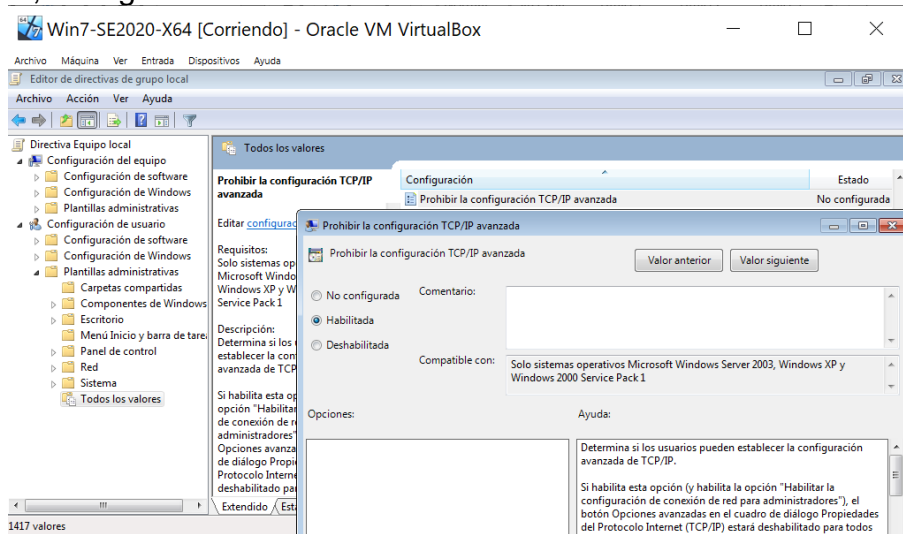 Win7-SE2020-X64 [Corriendo] - Oracle VM VirtualBox
Archivo Máquina Ver Entrada Dispositivos Ayuda
Editor de directivas de grupo local
Archivo Acción Ver Ayuda
Directiva Equipo local
Configuración del equipo
Configuración de software
Configuración de Windows
Plantillas administrativas
Configuración de usuario
Configuración de software
Configuración de Windows
Plantillas administrativas
Carpetas compartidas
Componentes de Windows
Escritorio
Menú Inicio y barra de tarea
Panel de control
Red
Sistema
Todos los valores
Todos los valores
Prohibir la configuración TCP/IP
avanzada
Editar configurac
Requisitos:
Solo sistemas op
Microsoft Windo
Windows XP y W
Service Pack 1
Descripción:
Determina si los
establecer la con
avanzada de TCP
Si habilita esta op
opción "Habilitar
de conexión de r
administradores"
Opciones avanza
de diálogo Propi
Protocolo Interne
deshabilitado pa
Extendido Est
Configuración Estado
Prohibir la configuración TCP/IP avanzada No configurada
Prohibir la configuración TCP/IP avanzada
Prohibir la configuración TCP/IP avanzada
Valor anterior Valor siguiente
No configurada
Habilitada
Deshabilitada
Comentario:
Compatible con:
Solo sistemas operativos Microsoft Windows Server 2003, Windows XP y
Windows 2000 Service Pack 1
Opciones:
Ayuda:
Determina si los usuarios pueden establecer la configuración
avanzada de TCP/IP.
Si habilita esta opción (y habilita la opción "Habilitar la
configuración de conexión de red para administradores"), el
botón Opciones avanzadas en el cuadro de diálogo Propiedades
del Protocolo Internet (TCP/IP) estará deshabilitado para todos
1417 valores